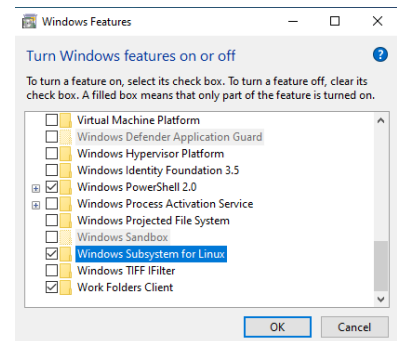 Windows Features
Turn Windows features on or off
To turn a feature on, select its check box. To turn a feature off, clear its
check box. A filled box means that only part of the feature is turned on.
Virtual Machine Platform
Windows Defender Application Guard
Windows Hypervisor Platform
Windows Identity Foundation 3.5
Windows PowerShell 2.0
Windows Process Activation Service
Windows Projected File System
Windows Sandbox
Windows Subsystem for Linux
Windows TIFF IFilter
Work Folders Client
OK Cancel